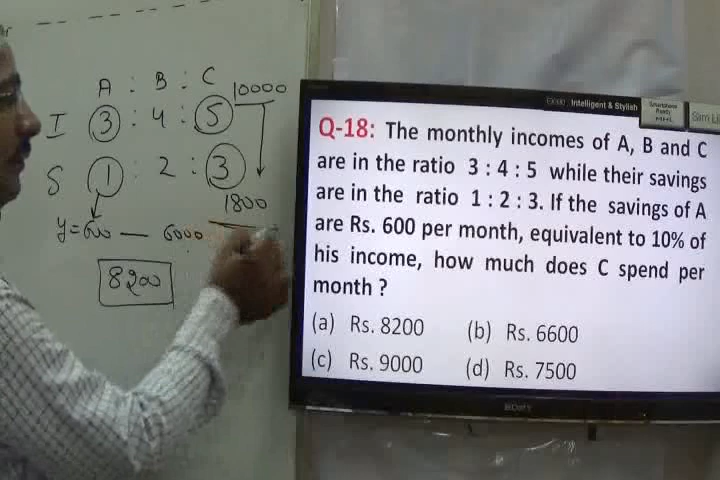 A : B : C
10000
I 3 : 4 : 5
S 1 : 2 : 3
1800
y=600 — 6000
8200
Intelligent & Stylish
Q-18: The monthly incomes of A, B and C
are in the ratio 3 : 4 : 5 while their savings
are in the ratio 1 : 2 : 3. If the savings of A
are Rs. 600 per month, equivalent to 10% of
his income, how much does C spend per
month ?
(a) Rs. 8200 (b) Rs. 6600
(c) Rs. 9000 (d) Rs. 7500
SONY